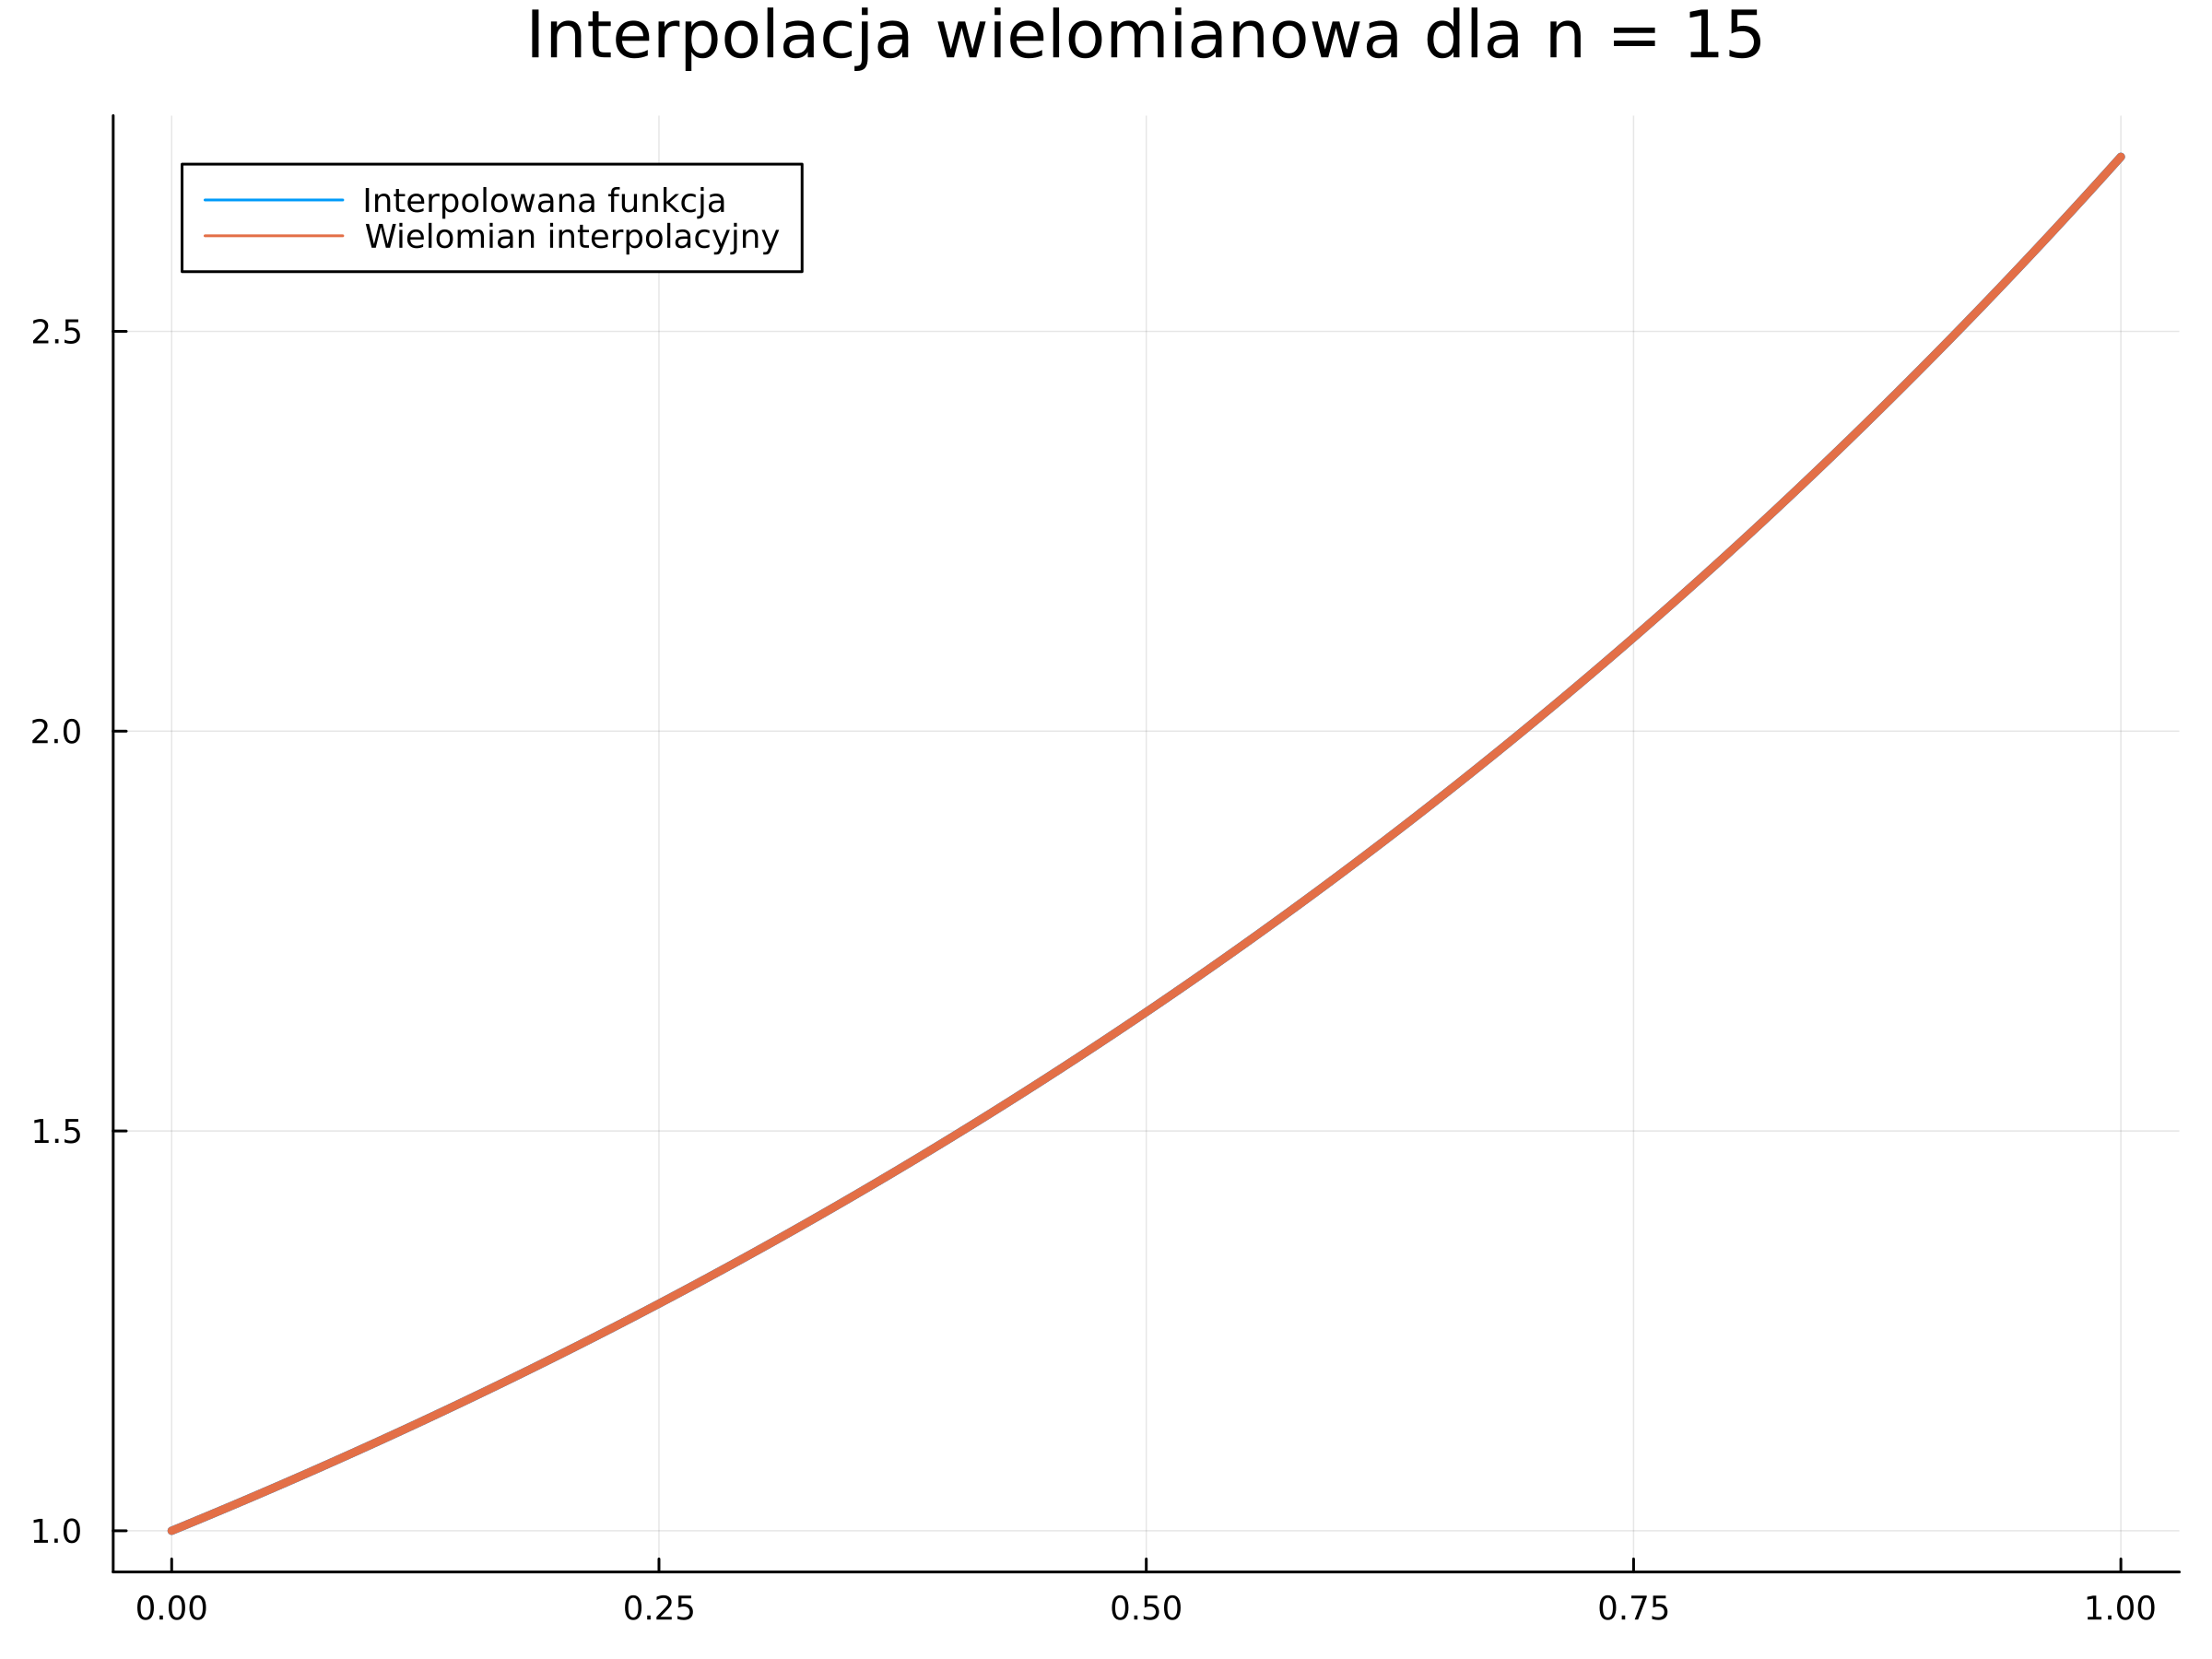 Interpolacja wielomianowa dla n = 15
Interpolowana funkcja
Wielomian interpolacyjny
2.5
2.0
1.5
1.0
0.00 0.25 0.50 0.75 1.00